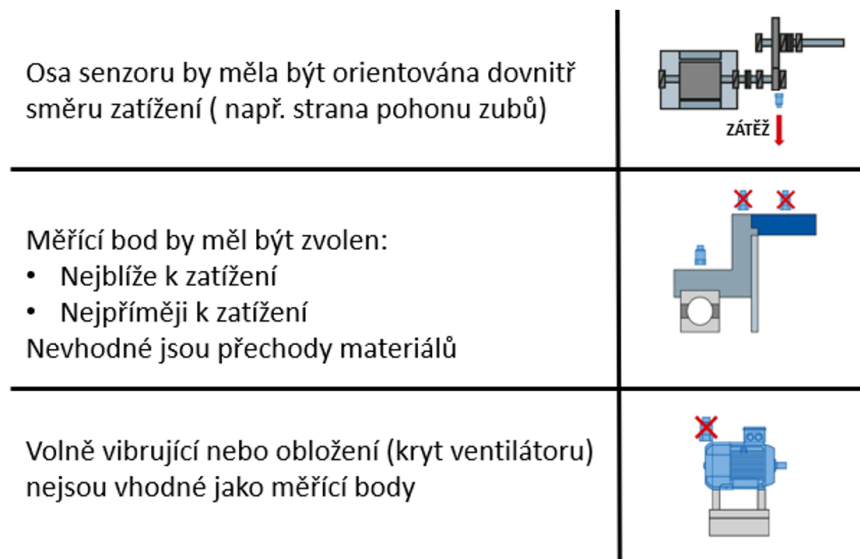 Osa senzoru by měla být orientována dovnitř
směru zatížení ( např. strana pohonu zubů)
ZÁTĚŽ
Měřící bod by měl být zvolen:
• Nejblíže k zatížení
• Nejpříměji k zatížení
Nevhodné jsou přechody materiálů
Volně vibrující nebo obložení (kryt ventilátoru)
nejsou vhodné jako měřící body